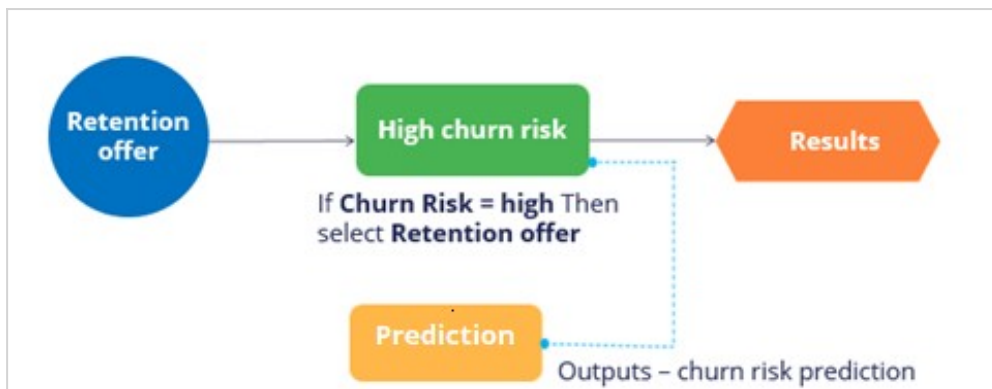 Retention
offer
High churn risk
Results
If Churn Risk = high Then
select Retention offer
Prediction
Outputs – churn risk prediction